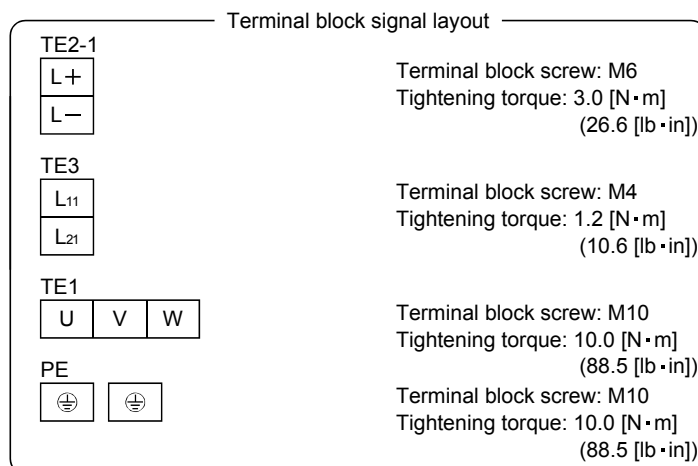 Terminal block signal layout
TE2-1
L+
L−
Terminal block screw: M6
Tightening torque: 3.0 [N▪m]
(26.6 [lb▪in])
TE3
L11
L21
Terminal block screw: M4
Tightening torque: 1.2 [N▪m]
(10.6 [lb▪in])
TE1
U V W
Terminal block screw: M10
Tightening torque: 10.0 [N▪m]
(88.5 [lb▪in])
PE
Terminal block screw: M10
Tightening torque: 10.0 [N▪m]
(88.5 [lb▪in])